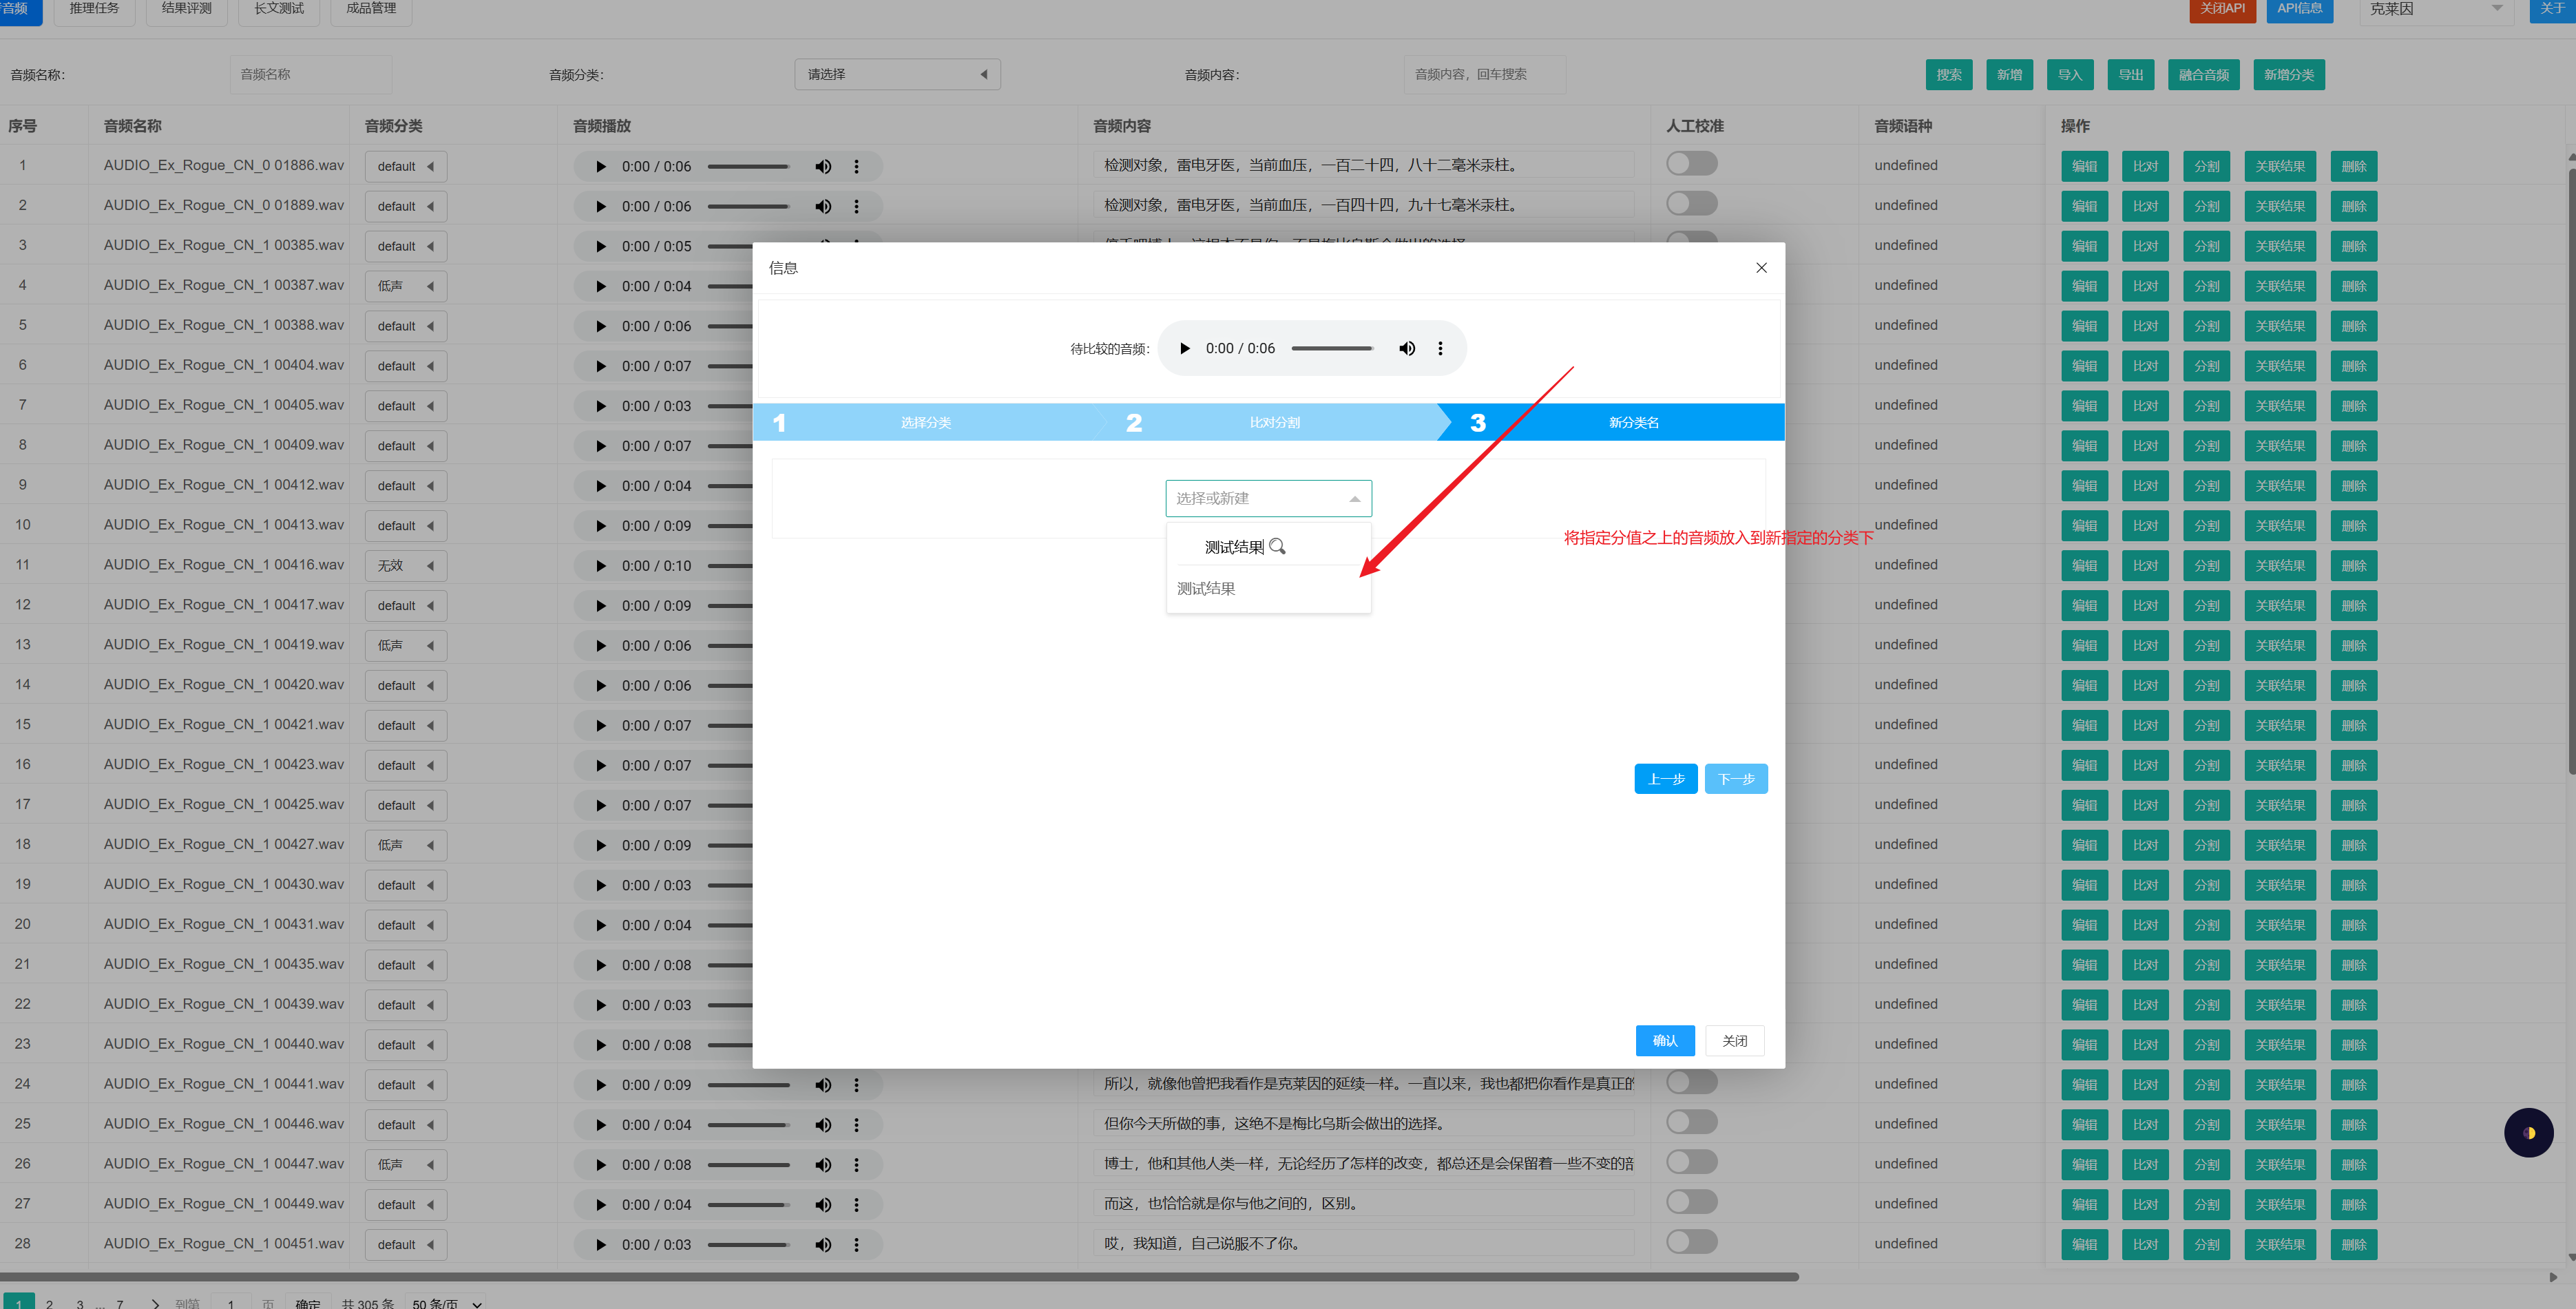 音频 推理任务 结果评测 长文测试 成品管理 关闭API API信息 克莱因 关于
音频名称: 音频名称 音频分类: 请选择 音频内容: 音频内容，回车搜索 搜索 新增 导入 导出 融合音频 新增分类
序号 音频名称 音频分类 音频播放 音频内容 人工校准 音频语种 操作
1 AUDIO_Ex_Rogue_CN_0 01886.wav default 0:00 / 0:06 检测对象，雷电牙医，当前血压，一百二十四，八十二毫米汞柱。 undefined 编辑 比对 分割 关联结果 删除
2 AUDIO_Ex_Rogue_CN_0 01889.wav default 0:00 / 0:06 检测对象，雷电牙医，当前血压，一百四十四，九十七毫米汞柱。 undefined 编辑 比对 分割 关联结果 删除
3 AUDIO_Ex_Rogue_CN_1 00385.wav default 0:00 / 0:05 undefined 编辑 比对 分割 关联结果 删除
信息
4 AUDIO_Ex_Rogue_CN_1 00387.wav 低声 0:00 / 0:04 undefined 编辑 比对 分割 关联结果 删除
5 AUDIO_Ex_Rogue_CN_1 00388.wav default 0:00 / 0:06 undefined 编辑 比对 分割 关联结果 删除
待比较的音频: 0:00 / 0:06
6 AUDIO_Ex_Rogue_CN_1 00404.wav default 0:00 / 0:07 undefined 编辑 比对 分割 关联结果 删除
7 AUDIO_Ex_Rogue_CN_1 00405.wav default 0:00 / 0:03 undefined 编辑 比对 分割 关联结果 删除
1 选择分类 2 比对分割 3 新分类名
8 AUDIO_Ex_Rogue_CN_1 00409.wav default 0:00 / 0:07 undefined 编辑 比对 分割 关联结果 删除
9 AUDIO_Ex_Rogue_CN_1 00412.wav default 0:00 / 0:04 undefined 编辑 比对 分割 关联结果 删除
选择或新建
10 AUDIO_Ex_Rogue_CN_1 00413.wav default 0:00 / 0:09 undefined 编辑 比对 分割 关联结果 删除
将指定分值之上的音频放入到新指定的分类下
测试结果
11 AUDIO_Ex_Rogue_CN_1 00416.wav 无效 0:00 / 0:10 undefined 编辑 比对 分割 关联结果 删除
测试结果
12 AUDIO_Ex_Rogue_CN_1 00417.wav default 0:00 / 0:09 undefined 编辑 比对 分割 关联结果 删除
13 AUDIO_Ex_Rogue_CN_1 00419.wav 低声 0:00 / 0:06 undefined 编辑 比对 分割 关联结果 删除
14 AUDIO_Ex_Rogue_CN_1 00420.wav default 0:00 / 0:06 undefined 编辑 比对 分割 关联结果 删除
15 AUDIO_Ex_Rogue_CN_1 00421.wav default 0:00 / 0:07 undefined 编辑 比对 分割 关联结果 删除
16 AUDIO_Ex_Rogue_CN_1 00423.wav default 0:00 / 0:07 undefined 编辑 比对 分割 关联结果 删除
上一步 下一步
17 AUDIO_Ex_Rogue_CN_1 00425.wav default 0:00 / 0:07 undefined 编辑 比对 分割 关联结果 删除
18 AUDIO_Ex_Rogue_CN_1 00427.wav 低声 0:00 / 0:09 undefined 编辑 比对 分割 关联结果 删除
19 AUDIO_Ex_Rogue_CN_1 00430.wav default 0:00 / 0:03 undefined 编辑 比对 分割 关联结果 删除
20 AUDIO_Ex_Rogue_CN_1 00431.wav default 0:00 / 0:04 undefined 编辑 比对 分割 关联结果 删除
21 AUDIO_Ex_Rogue_CN_1 00435.wav default 0:00 / 0:08 undefined 编辑 比对 分割 关联结果 删除
22 AUDIO_Ex_Rogue_CN_1 00439.wav default 0:00 / 0:03 undefined 编辑 比对 分割 关联结果 删除
23 AUDIO_Ex_Rogue_CN_1 00440.wav default 0:00 / 0:08 undefined 编辑 比对 分割 关联结果 删除
确认 关闭
24 AUDIO_Ex_Rogue_CN_1 00441.wav default 0:00 / 0:09 所以，就像他曾把我看作是克莱因的延续一样。一直以来，我也都把你看作是真正的 undefined 编辑 比对 分割 关联结果 删除
25 AUDIO_Ex_Rogue_CN_1 00446.wav default 0:00 / 0:04 但你今天所做的事，这绝不是梅比乌斯会做出的选择。 undefined 编辑 比对 分割 关联结果 删除
26 AUDIO_Ex_Rogue_CN_1 00447.wav 低声 0:00 / 0:08 博士，他和其他人类一样，无论经历了怎样的改变，都总还是会保留着一些不变的部 undefined 编辑 比对 分割 关联结果 删除
27 AUDIO_Ex_Rogue_CN_1 00449.wav default 0:00 / 0:04 而这，也恰恰就是你与他之间的，区别。 undefined 编辑 比对 分割 关联结果 删除
28 AUDIO_Ex_Rogue_CN_1 00451.wav default 0:00 / 0:03 哎，我知道，自己说服不了你。 undefined 编辑 比对 分割 关联结果 删除
1 2 3 … 7 到第 1 页 确定 共 305 条 50 条/页